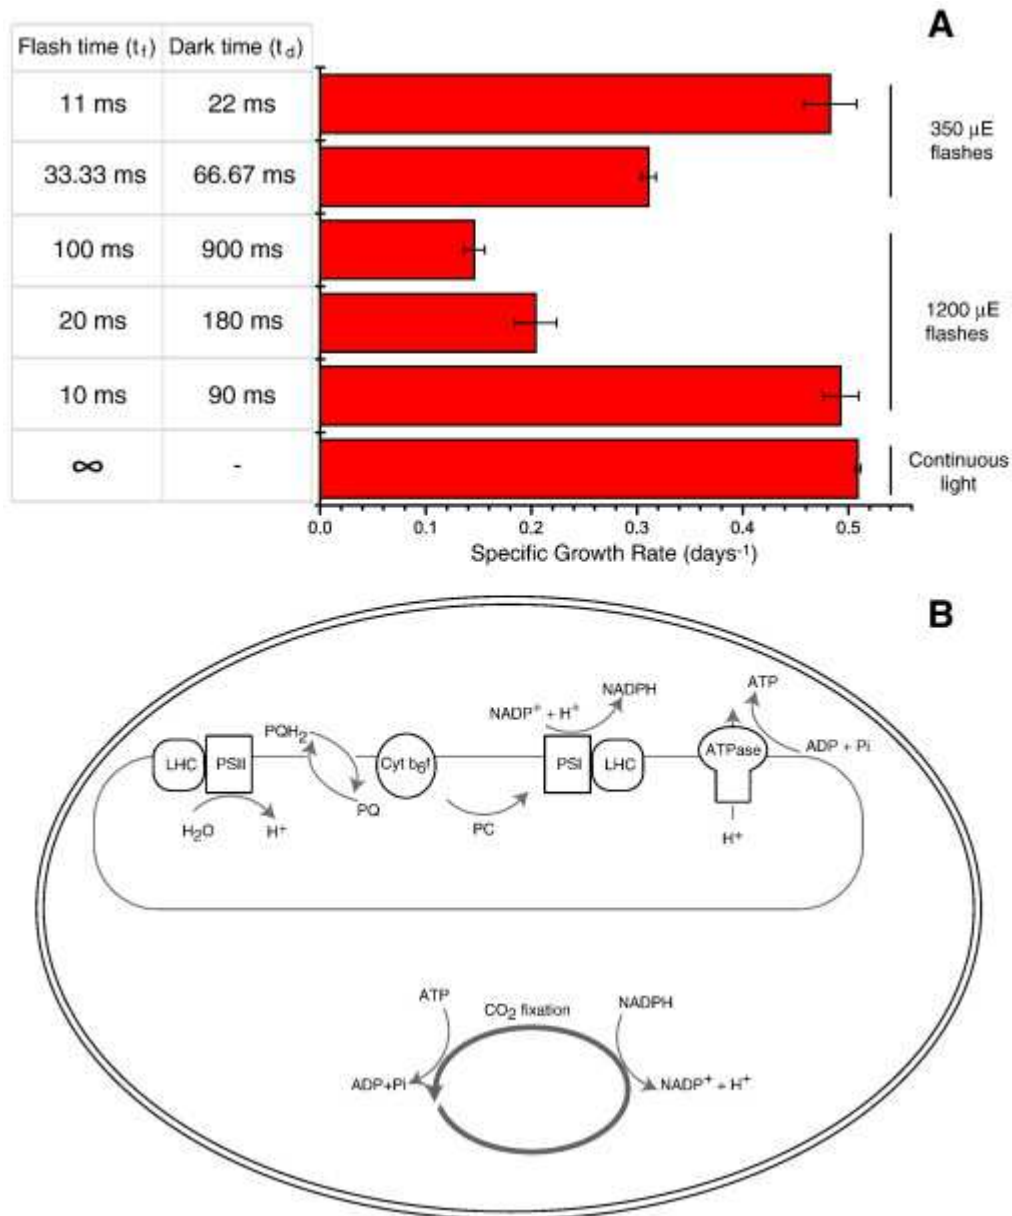 A
Flash time (tf) Dark time (td)
11 ms 22 ms
33.33 ms 66.67 ms
350 µE
flashes
100 ms 900 ms
20 ms 180 ms
10 ms 90 ms
1200 µE
flashes
∞ -
Continuous
light
0.0 0.1 0.2 0.3 0.4 0.5
Specific Growth Rate (days-1)
B
LHC PSII
H2O H+
PQH2
PQ
Cyt b6f
PC
NADP+ + H+ NADPH
PSI LHC
ATP
ATPase
ADP + Pi
H+
ATP
CO2 fixation
NADPH
ADP+Pi
NADP+ + H+